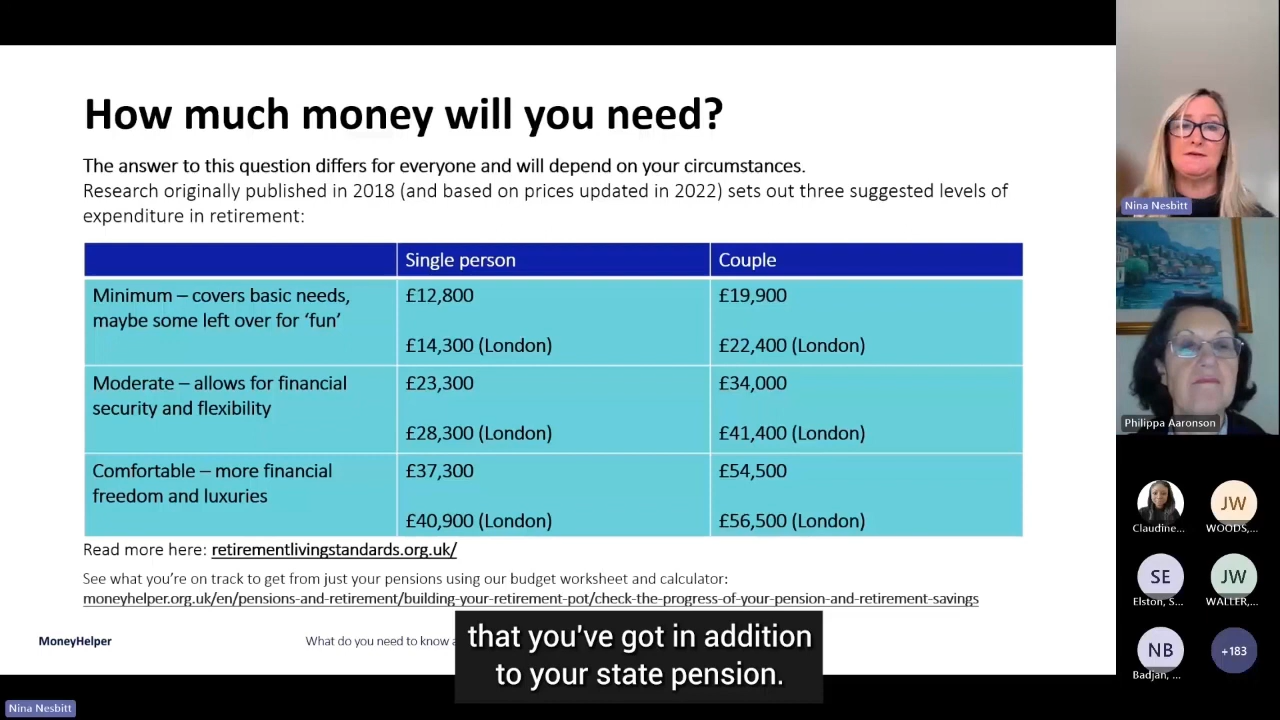 How much money will you need?
The answer to this question differs for everyone and will depend on your circumstances.
Research originally published in 2018 (and based on prices updated in 2022) sets out three suggested levels of
expenditure in retirement:
Single person
Couple
Minimum – covers basic needs,
maybe some left over for ‘fun’
£12,800
£14,300 (London)
£19,900
£22,400 (London)
Moderate – allows for financial
security and flexibility
£23,300
£28,300 (London)
£34,000
£41,400 (London)
Comfortable – more financial
freedom and luxuries
£37,300
£40,900 (London)
£54,500
£56,500 (London)
Read more here: retirementlivingstandards.org.uk/
See what you’re on track to get from just your pensions using our budget worksheet and calculator:
moneyhelper.org.uk/en/pensions-and-retirement/building-your-retirement-pot/check-the-progress-of-your-pension-and-retirement-savings
MoneyHelper
What do you need to know
that you've got in addition
to your state pension.
Nina Nesbitt
Nina Nesbitt
Philippa Aaronson
Claudine...
JW
WOODS,...
SE
Elston, S...
JW
WALLER,...
NB
Badjan, ...
+183